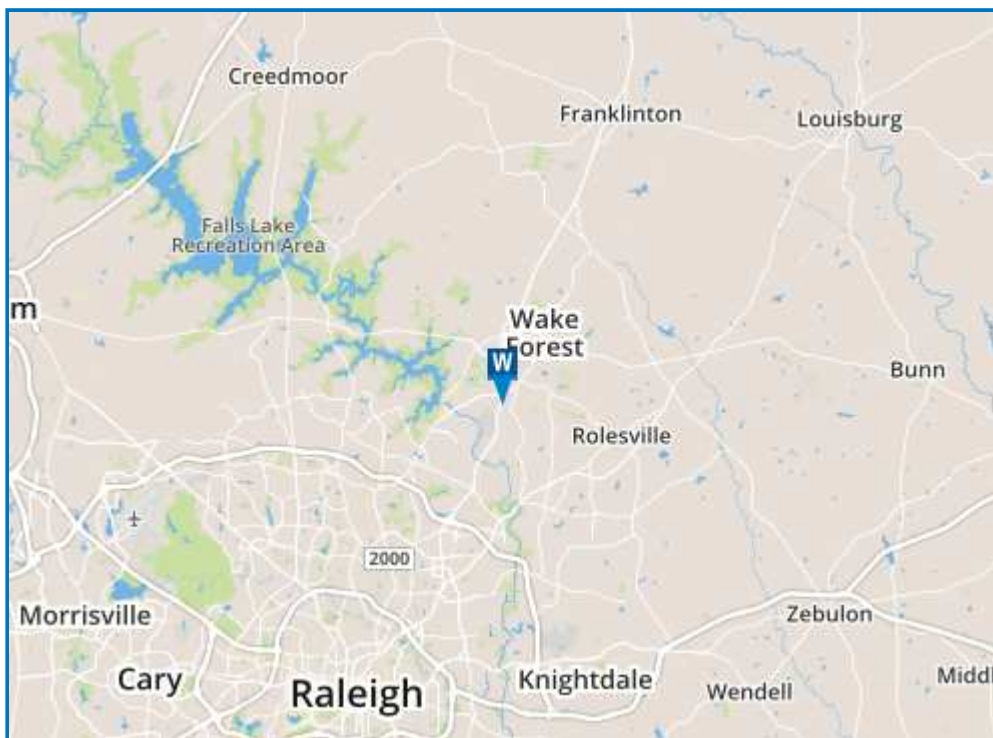 Creedmoor
Franklinton
Louisburg
Falls Lake
Recreation Area
m
Wake
Forest
W
Bunn
Rolesville
2000
Morrisville
Zebulon
Cary
Raleigh
Knightdale
Wendell
Middl